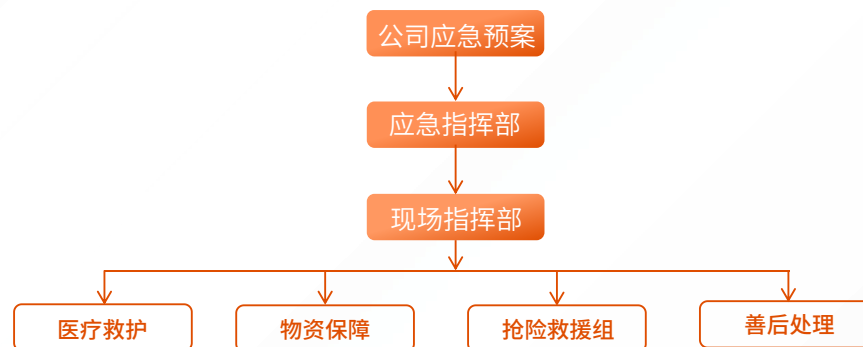 公司应急预案
应急指挥部
现场指挥部
医疗救护
物资保障
抢险救援组
善后处理